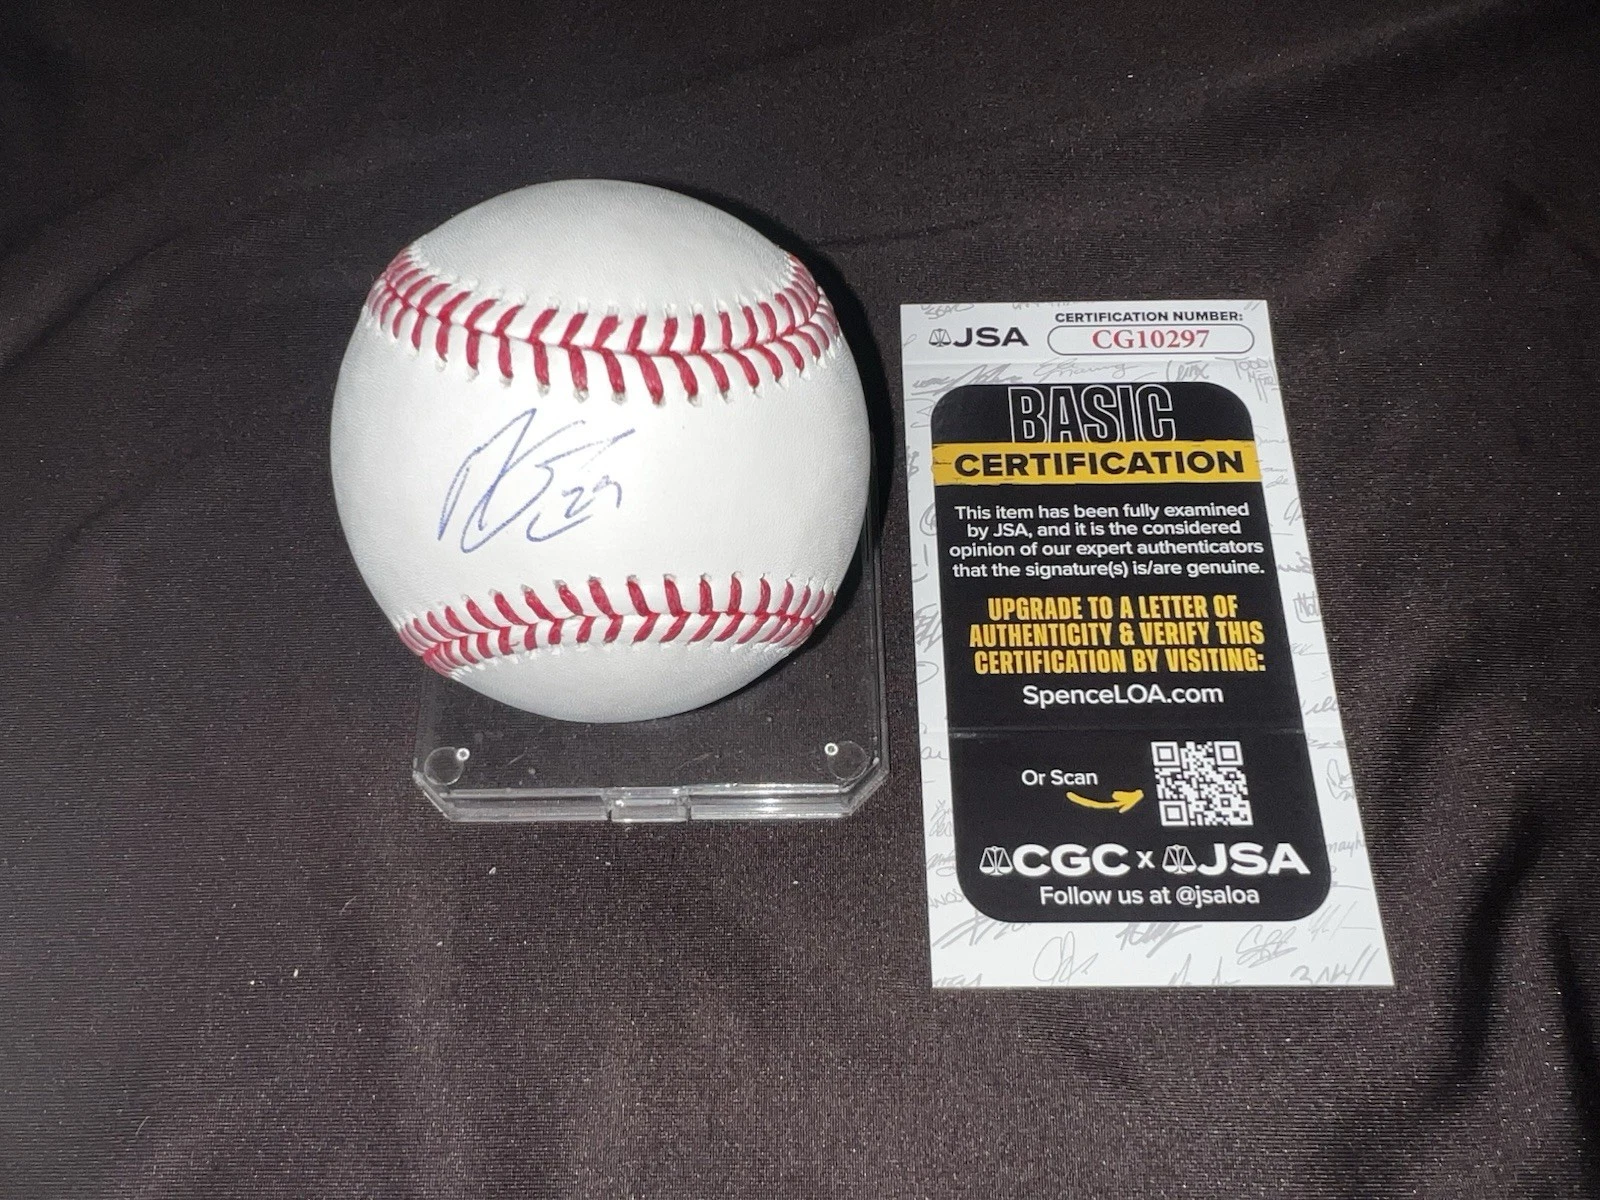 29
JSA
CERTIFICATION NUMBER:
CG10297
BASIC
CERTIFICATION
This item has been fully examined
by JSA, and it is the considered
opinion of our expert authenticators
that the signature(s) is/are genuine.
UPGRADE TO A LETTER OF
AUTHENTICITY & VERIFY THIS
CERTIFICATION BY VISITING:
SpenceLOA.com
Or Scan
CGC x JSA
Follow us at @jsaloa